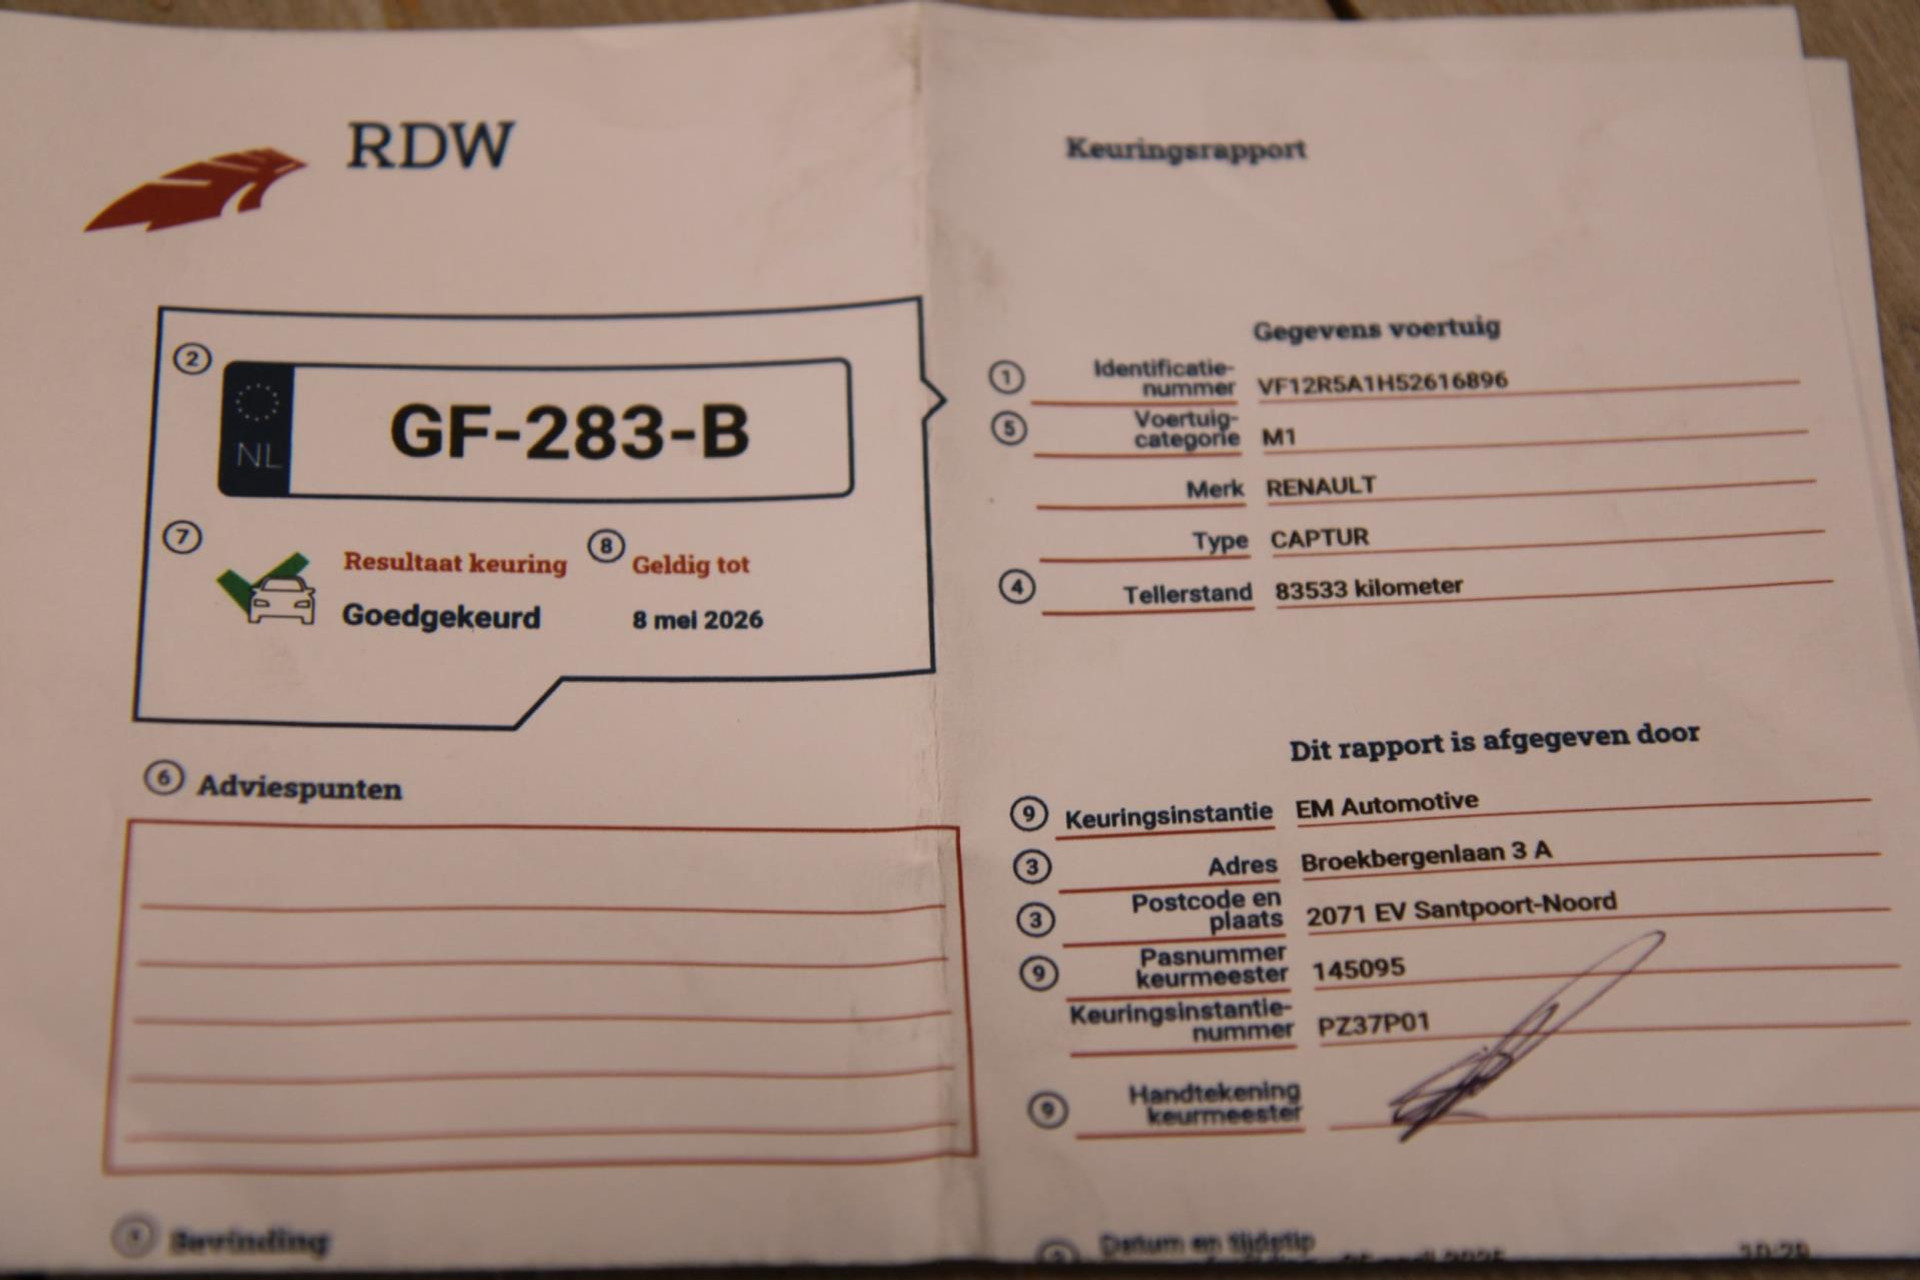 RDW
Keuringsrapport
2
NL
GF-283-B
7
Resultaat keuring
8
Geldig tot
Goedgekeurd
8 mei 2026
6
Adviespunten
Bevinding
Gegevens voertuig
1
Identificatie-
nummer
VF12R5A1H52616896
5
Voertuig-
categorie
M1
Merk
RENAULT
Type
CAPTUR
4
Tellerstand
83533 kilometer
Dit rapport is afgegeven door
9
Keuringsinstantie
EM Automotive
3
Adres
Broekbergenlaan 3 A
3
Postcode en
plaats
2071 EV Santpoort-Noord
9
Pasnummer
keurmeester
145095
Keuringsinstantie-
nummer
PZ37P01
9
Handtekening
keurmeester
Datum en tijdstip